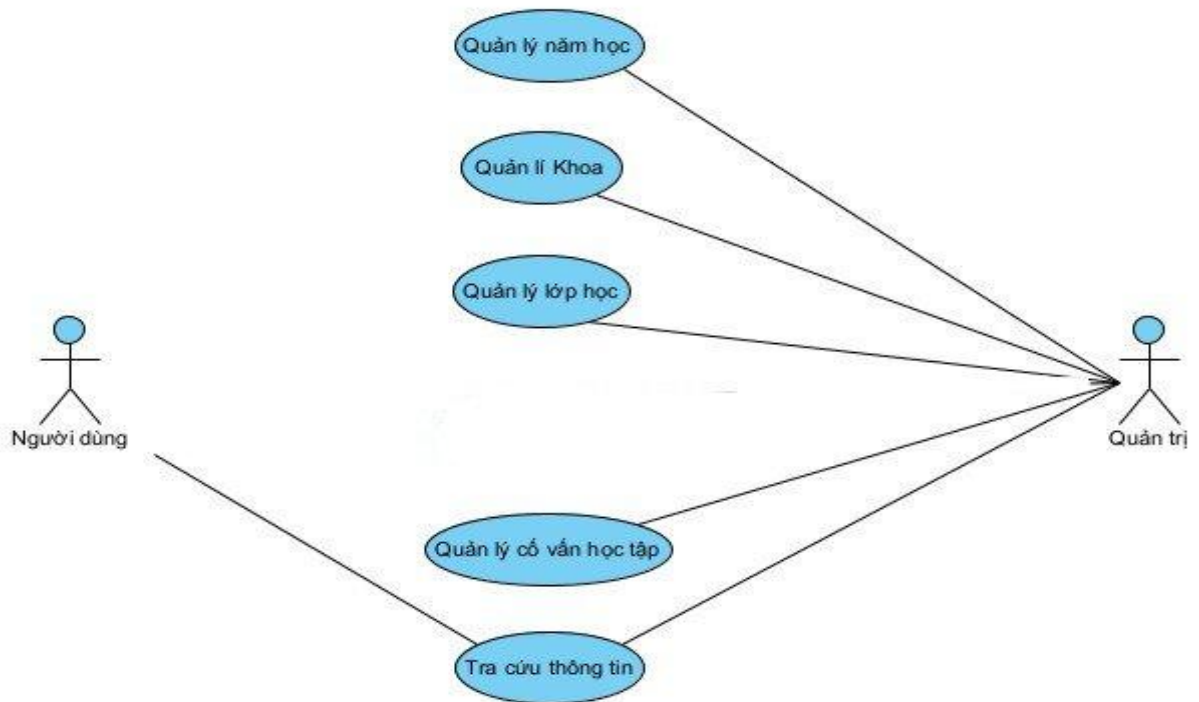 Quản lý năm học
Quản lí Khoa
Quản lý lớp học
Người dùng
Quản trị
Quản lý cố vấn học tập
Tra cứu thông tin